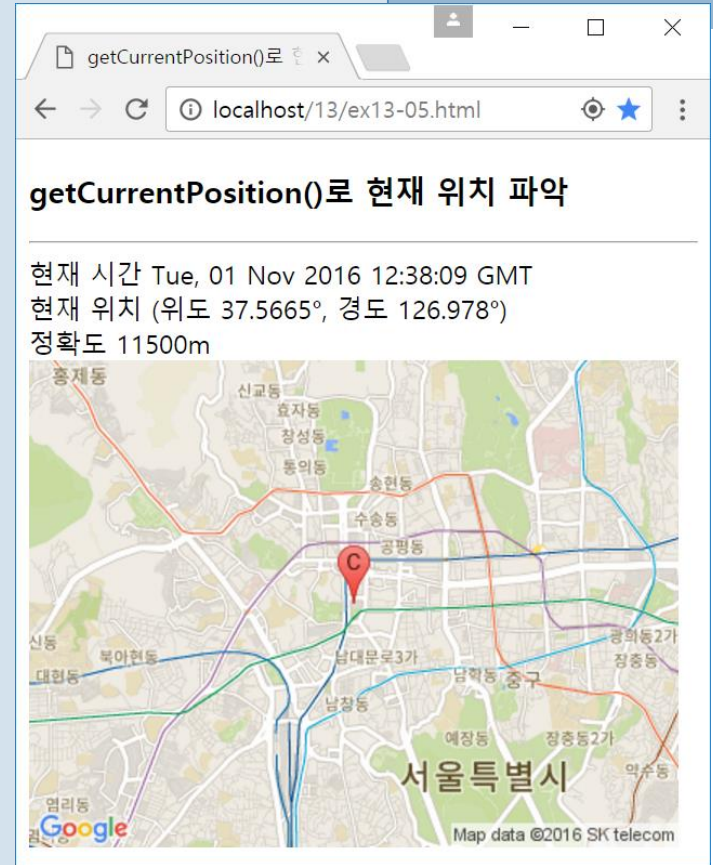 getCurrentPosition()로
localhost/13/ex13-05.html
getCurrentPosition()로 현재 위치 파악
현재 시간 Tue, 01 Nov 2016 12:38:09 GMT
현재 위치 (위도 37.5665°, 경도 126.978°)
정확도 11500m
홍제동
신교동
효자동
창성동
통의동
송현동
수송동
공평동
C
신동
북아현동
대현동
남대문로3가
광희동2가
장충동
남학동
중구
남창동
예장동
장충동2가
서울특별시
약수동
염리동
Google
Map data ©2016 SK telecom